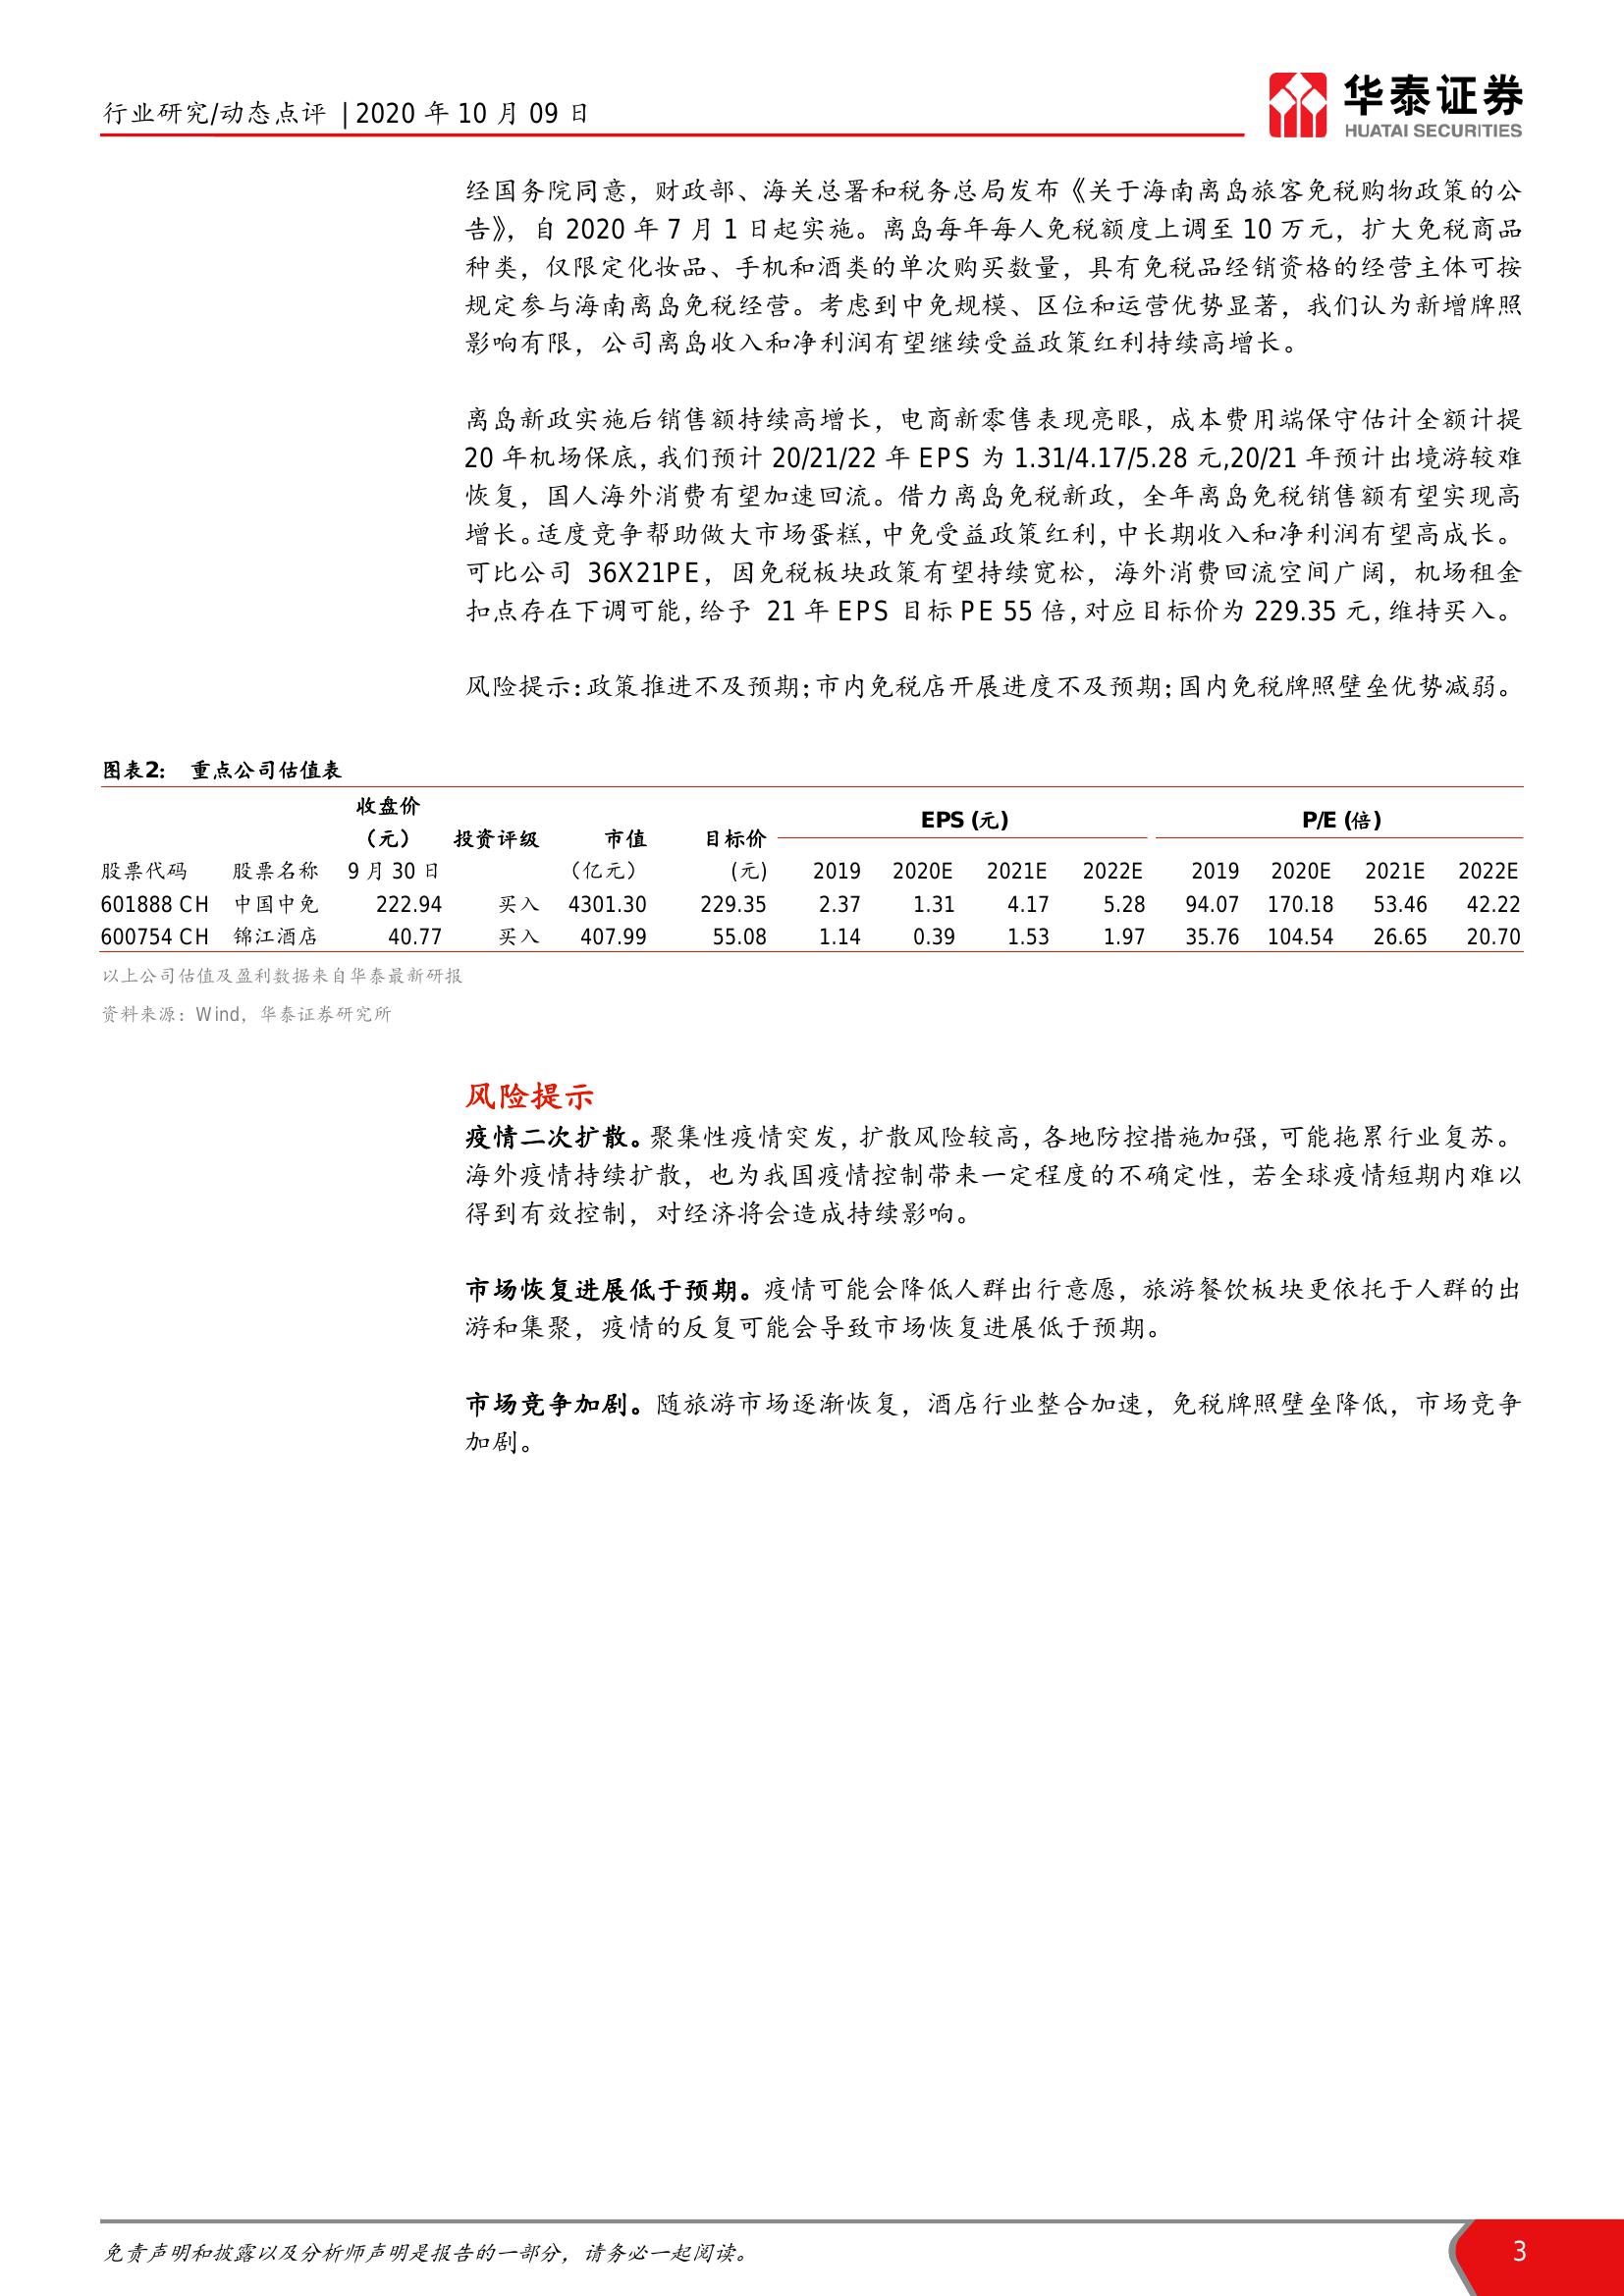 行业研究/动态点评 | 2020 年 10 月 09 日
华泰证券
HUATAI SECURITIES
经国务院同意，财政部、海关总署和税务总局发布《关于海南离岛旅客免税购物政策的公
告》，自 2020 年 7 月 1 日起实施。离岛每年每人免税额度上调至 10 万元，扩大免税商品
种类，仅限定化妆品、手机和酒类的单次购买数量，具有免税品经销资格的经营主体可按
规定参与海南离岛免税经营。考虑到中免规模、区位和运营优势显著，我们认为新增牌照
影响有限，公司离岛收入和净利润有望继续受益政策红利持续高增长。
离岛新政实施后销售额持续高增长，电商新零售表现亮眼，成本费用端保守估计全额计提
20 年机场保底，我们预计 20/21/22 年 EPS 为 1.31/4.17/5.28 元,20/21 年预计出境游较难
恢复，国人海外消费有望加速回流。借力离岛免税新政，全年离岛免税销售额有望实现高
增长。适度竞争帮助做大市场蛋糕，中免受益政策红利，中长期收入和净利润有望高成长。
可比公司 36X21PE，因免税板块政策有望持续宽松，海外消费回流空间广阔，机场租金
扣点存在下调可能，给予 21 年 EPS 目标 PE 55 倍，对应目标价为 229.35 元，维持买入。
风险提示：政策推进不及预期；市内免税店开展进度不及预期；国内免税牌照壁垒优势减弱。
图表2： 重点公司估值表
收盘价
（元） 投资评级 市值 目标价 EPS (元) P/E (倍)
股票代码 股票名称 9 月 30 日 （亿元） (元) 2019 2020E 2021E 2022E 2019 2020E 2021E 2022E
601888 CH 中国中免 222.94 买入 4301.30 229.35 2.37 1.31 4.17 5.28 94.07 170.18 53.46 42.22
600754 CH 锦江酒店 40.77 买入 407.99 55.08 1.14 0.39 1.53 1.97 35.76 104.54 26.65 20.70
以上公司估值及盈利数据来自华泰最新研报
资料来源：Wind，华泰证券研究所
风险提示
疫情二次扩散。聚集性疫情突发，扩散风险较高，各地防控措施加强，可能拖累行业复苏。
海外疫情持续扩散，也为我国疫情控制带来一定程度的不确定性，若全球疫情短期内难以
得到有效控制，对经济将会造成持续影响。
市场恢复进展低于预期。疫情可能会降低人群出行意愿，旅游餐饮板块更依托于人群的出
游和集聚，疫情的反复可能会导致市场恢复进展低于预期。
市场竞争加剧。随旅游市场逐渐恢复，酒店行业整合加速，免税牌照壁垒降低，市场竞争
加剧。
免责声明和披露以及分析师声明是报告的一部分，请务必一起阅读。
3